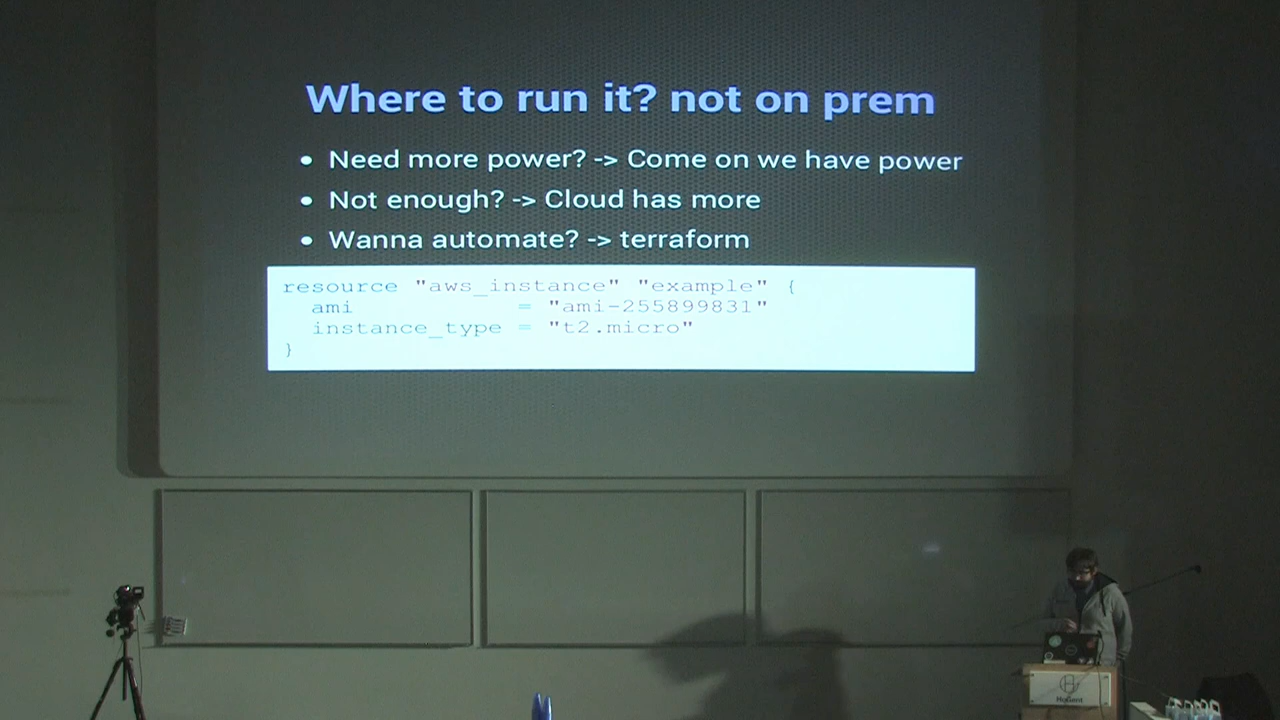 Where to run it? not on prem
• Need more power? -> Come on we have power
• Not enough? -> Cloud has more
• Wanna automate? -> terraform
resource "aws_instance" "example" {
  ami            = "ami-255899831"
  instance_type = "t2.micro"
}
HoGent